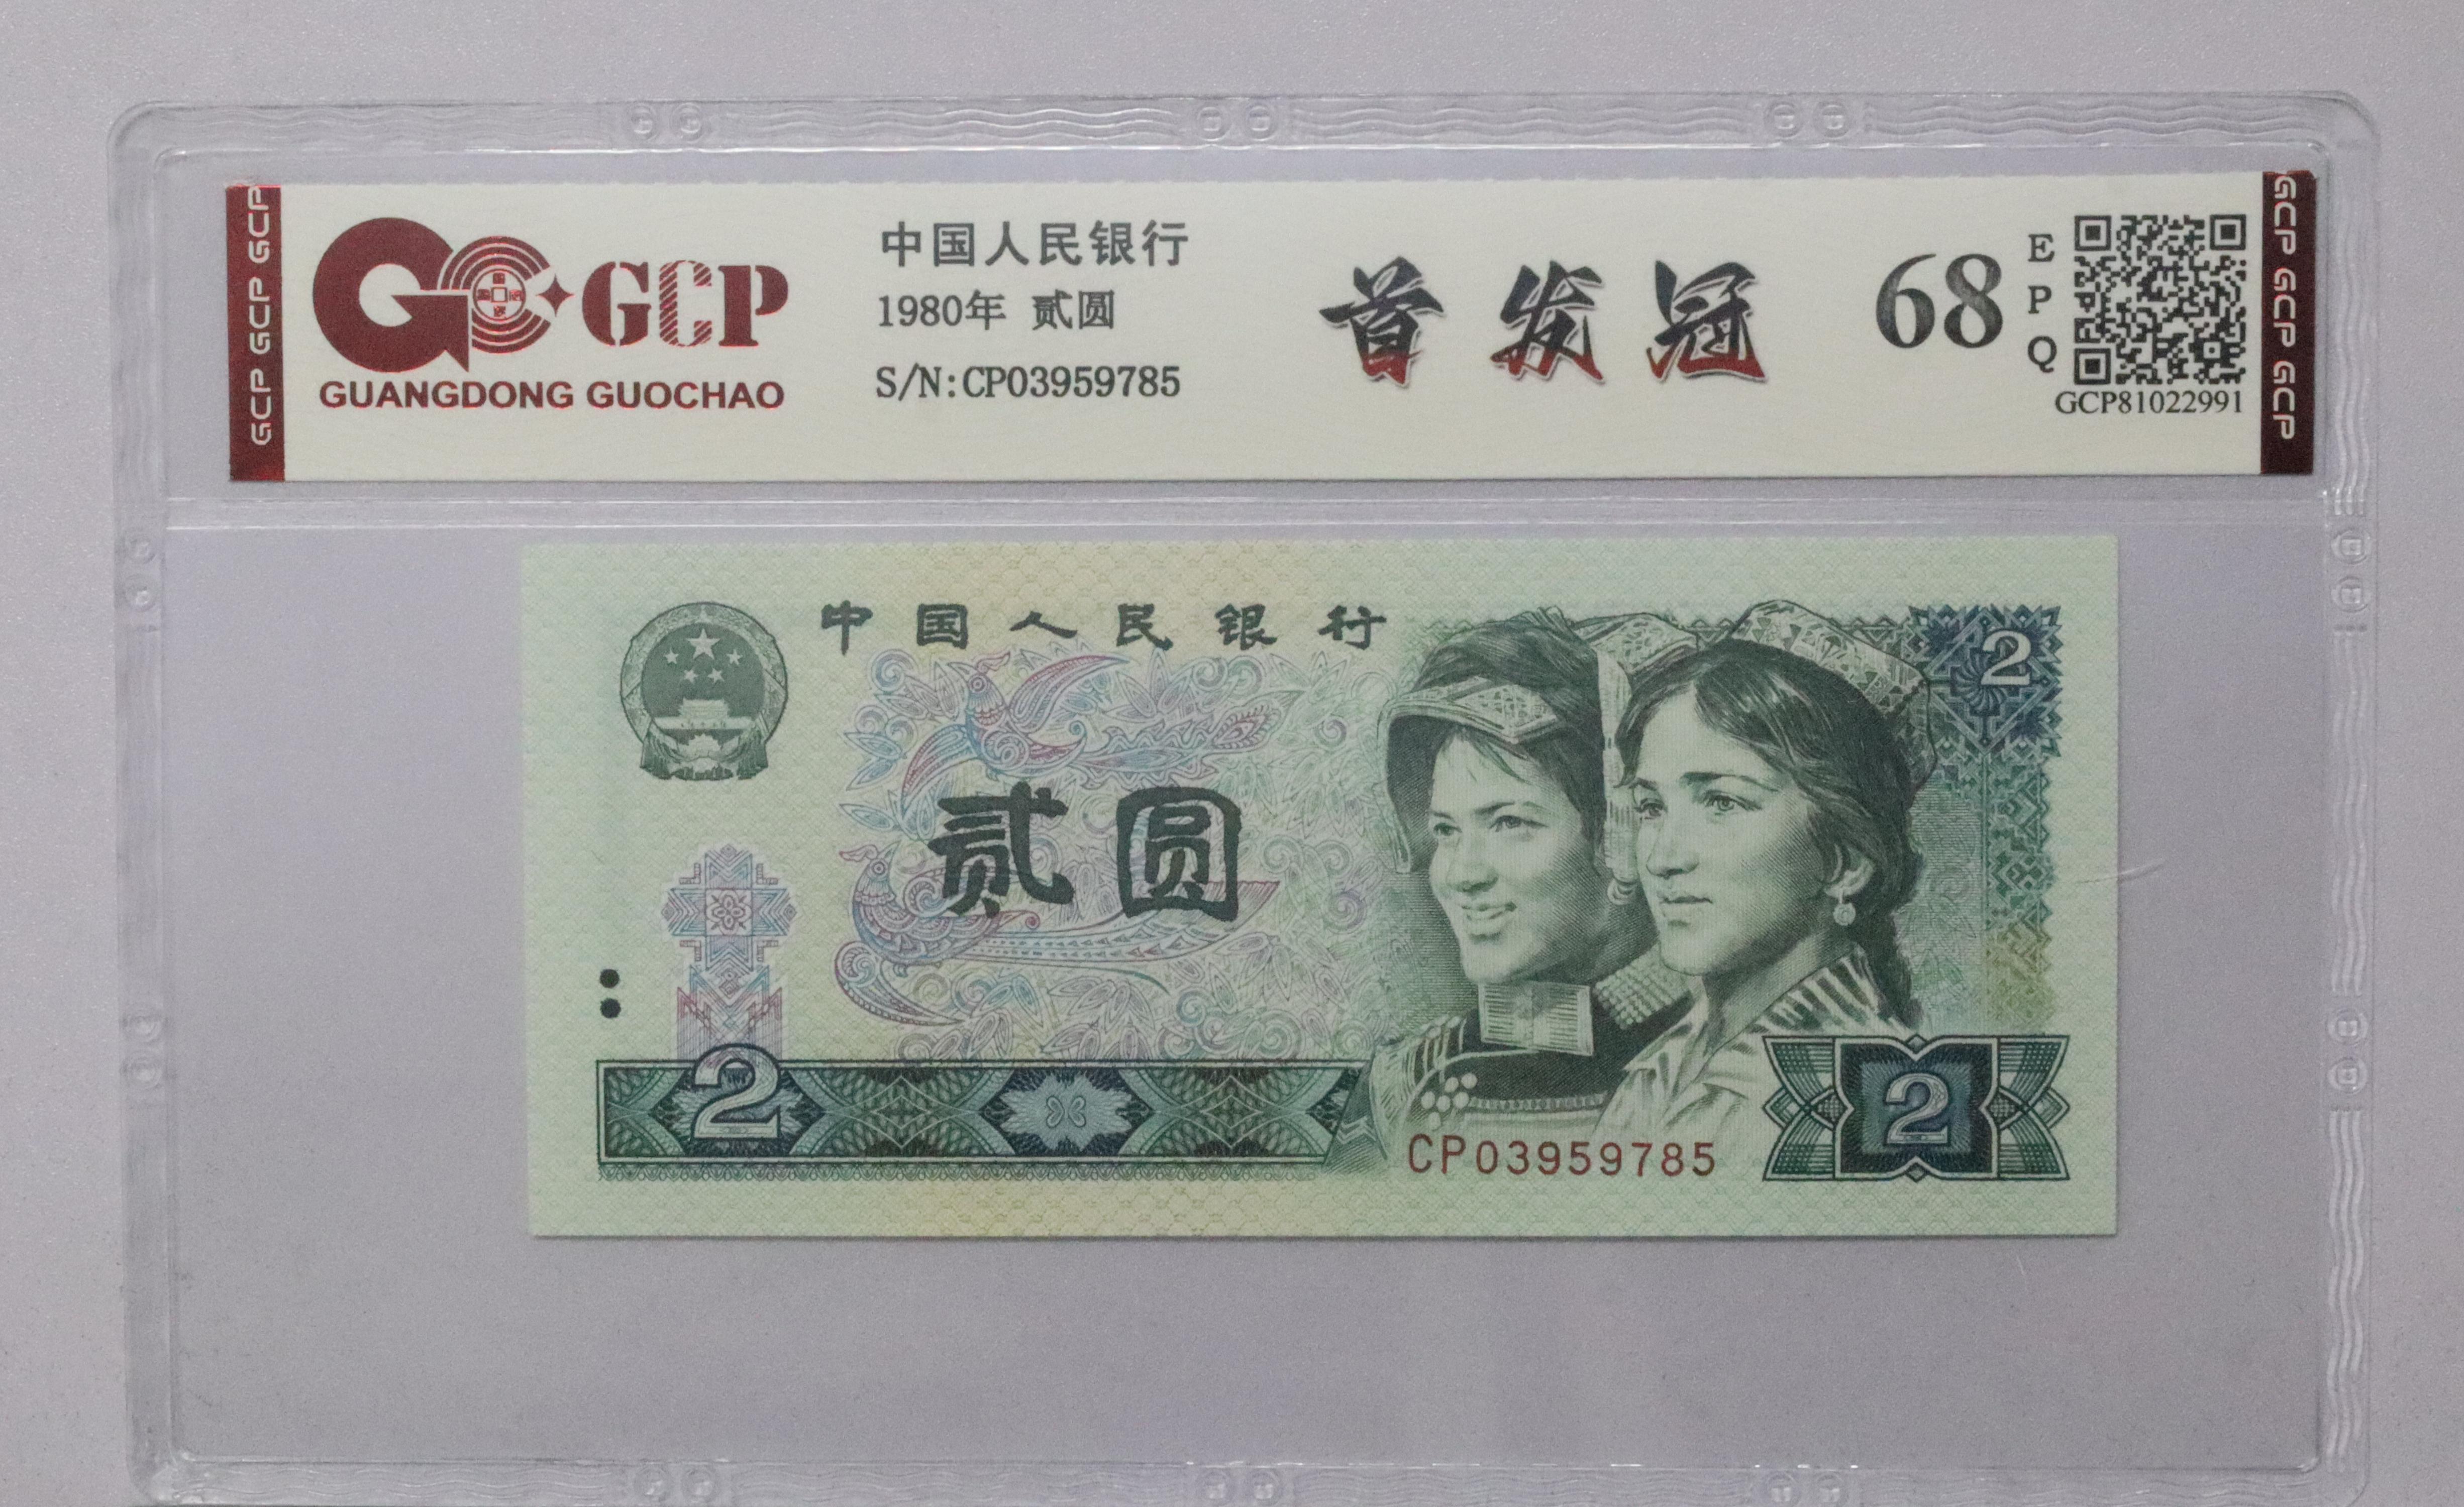 GCP GCP GCP
GCP
GUANGDONG GUOCHAO
中国人民银行
1980年 贰圆
S/N:CP03959785
首发冠
68
E
P
Q
GCP81022991
GCP GCP GCP
中国人民银行
2
贰圆
2
CP03959785
2